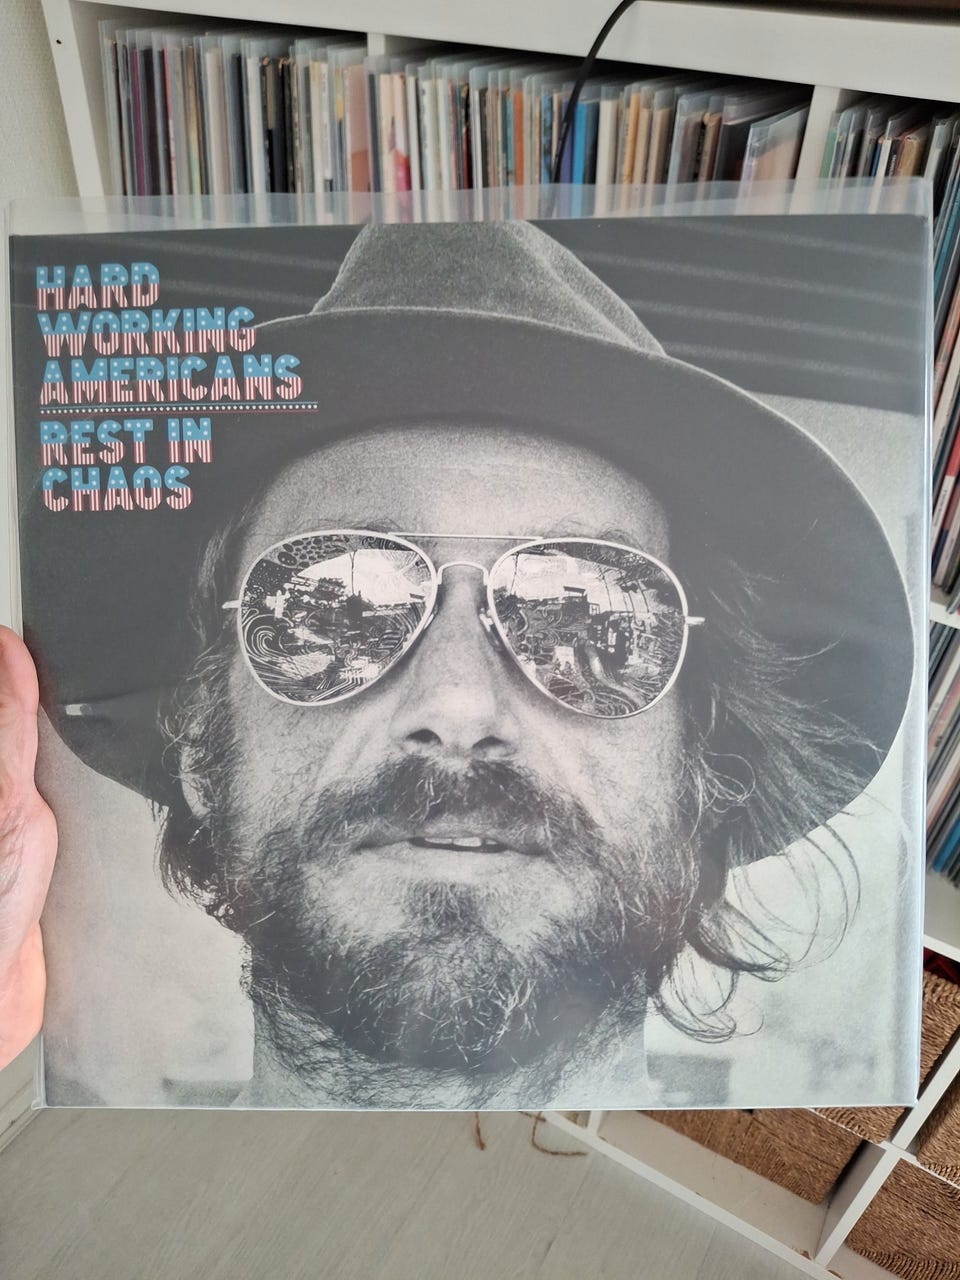 HARD
WORKING
AMERICANS
REST IN
CHAOS